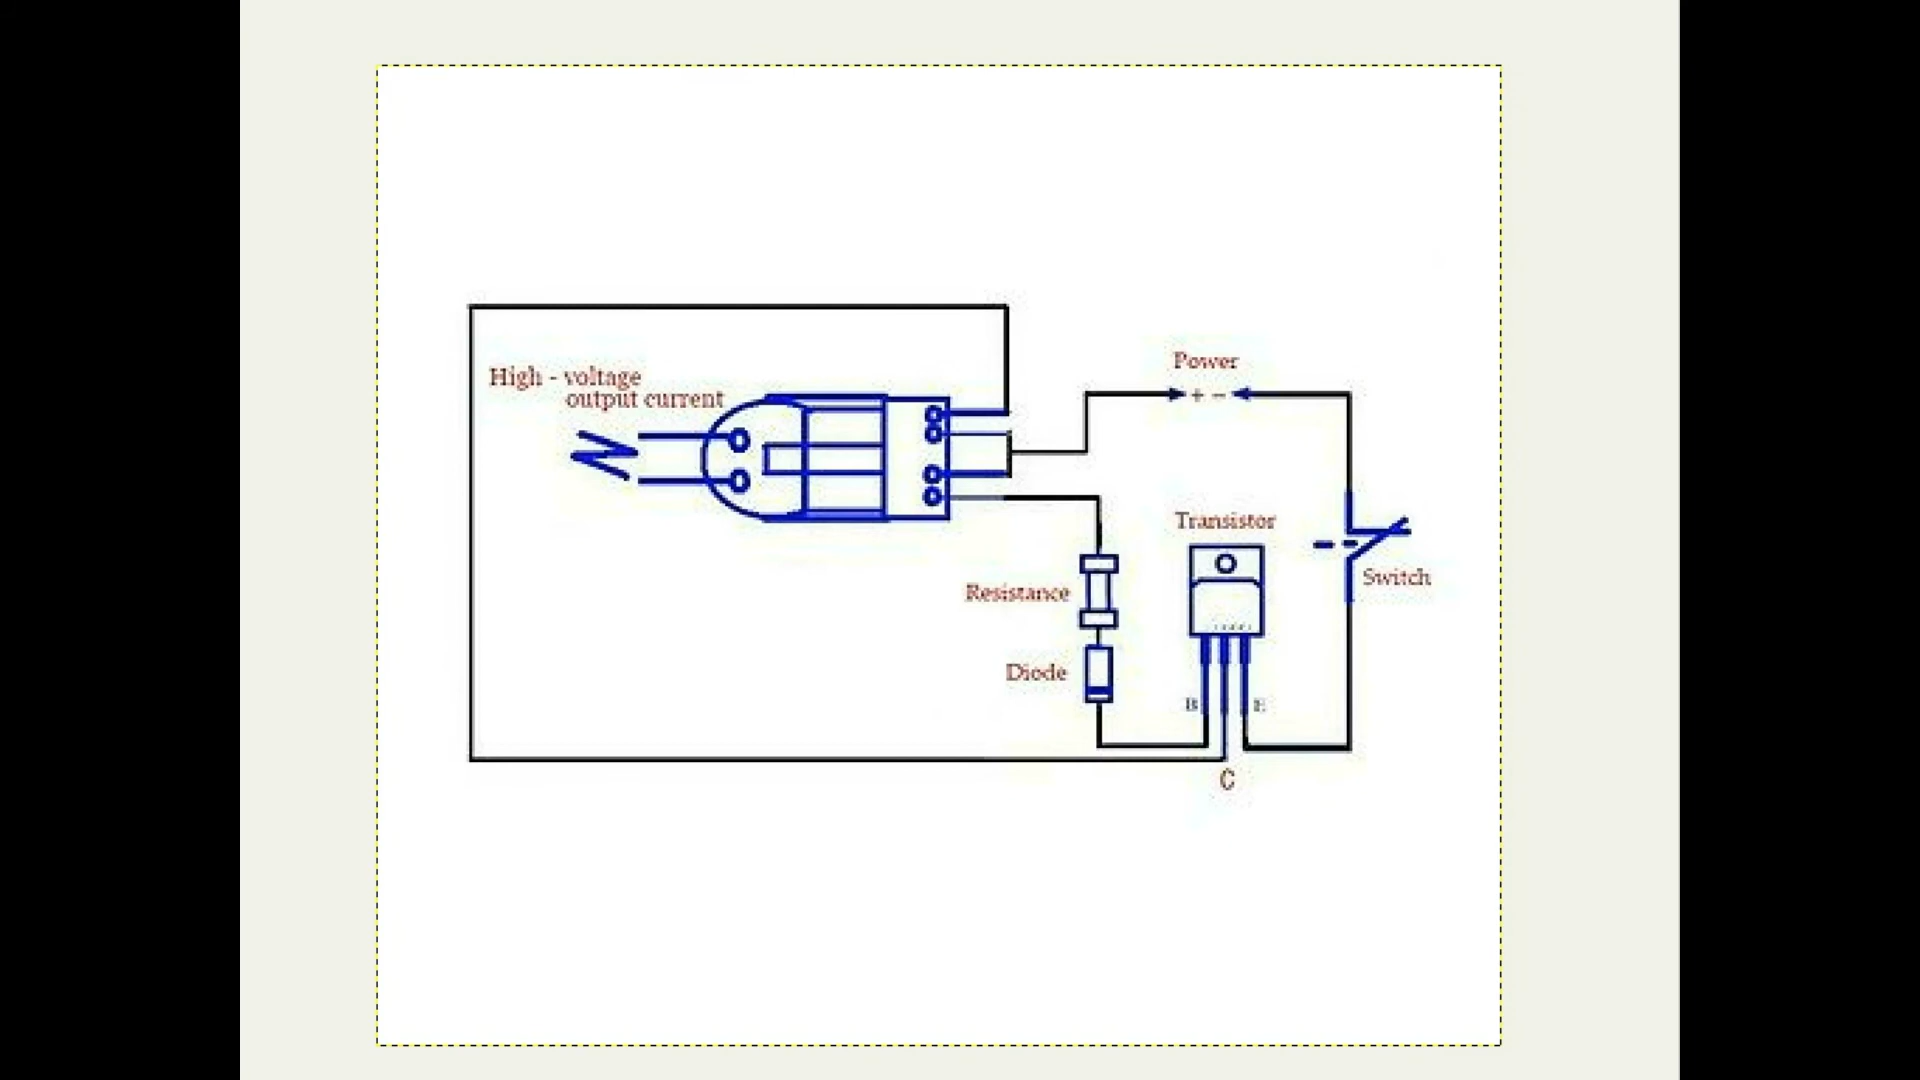 High - voltage
output current
Power
+ -
Transistor
Switch
Resistance
Diode
B
E
C